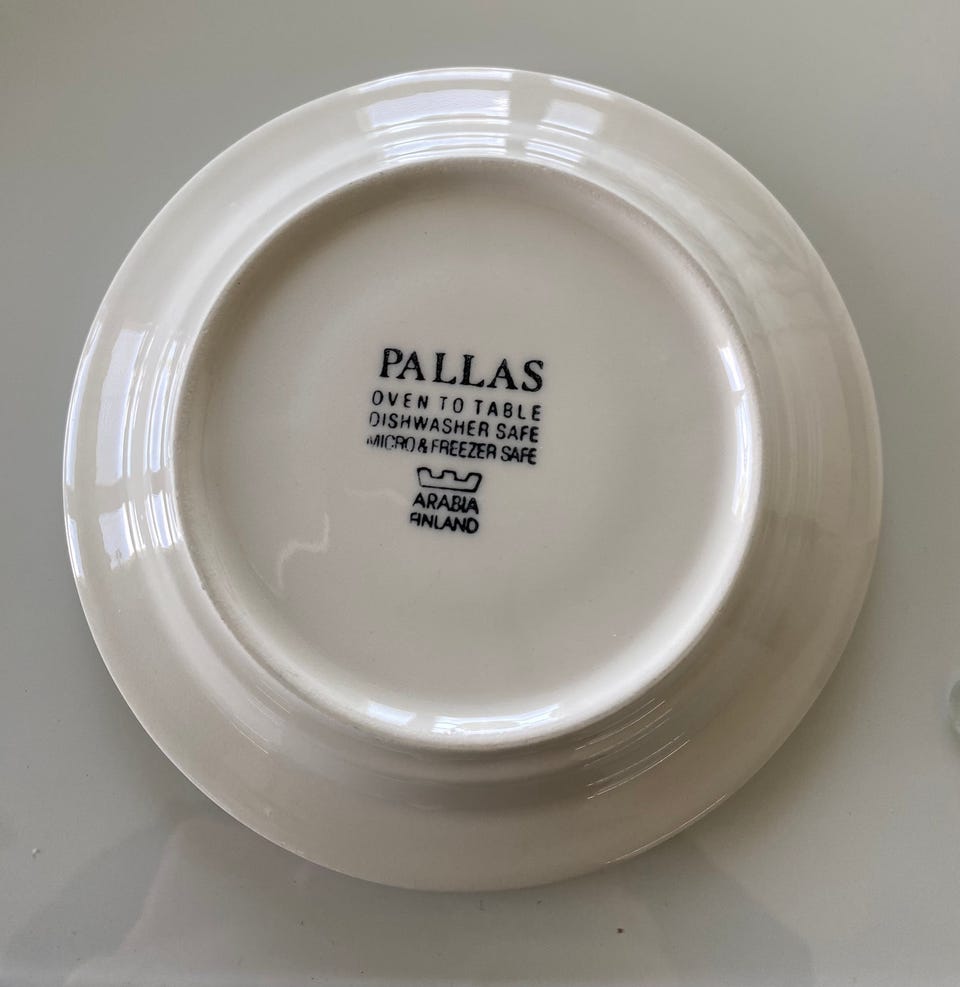 PALLAS
OVEN TO TABLE
DISHWASHER SAFE
MICRO & FREEZER SAFE
ARABIA
FINLAND